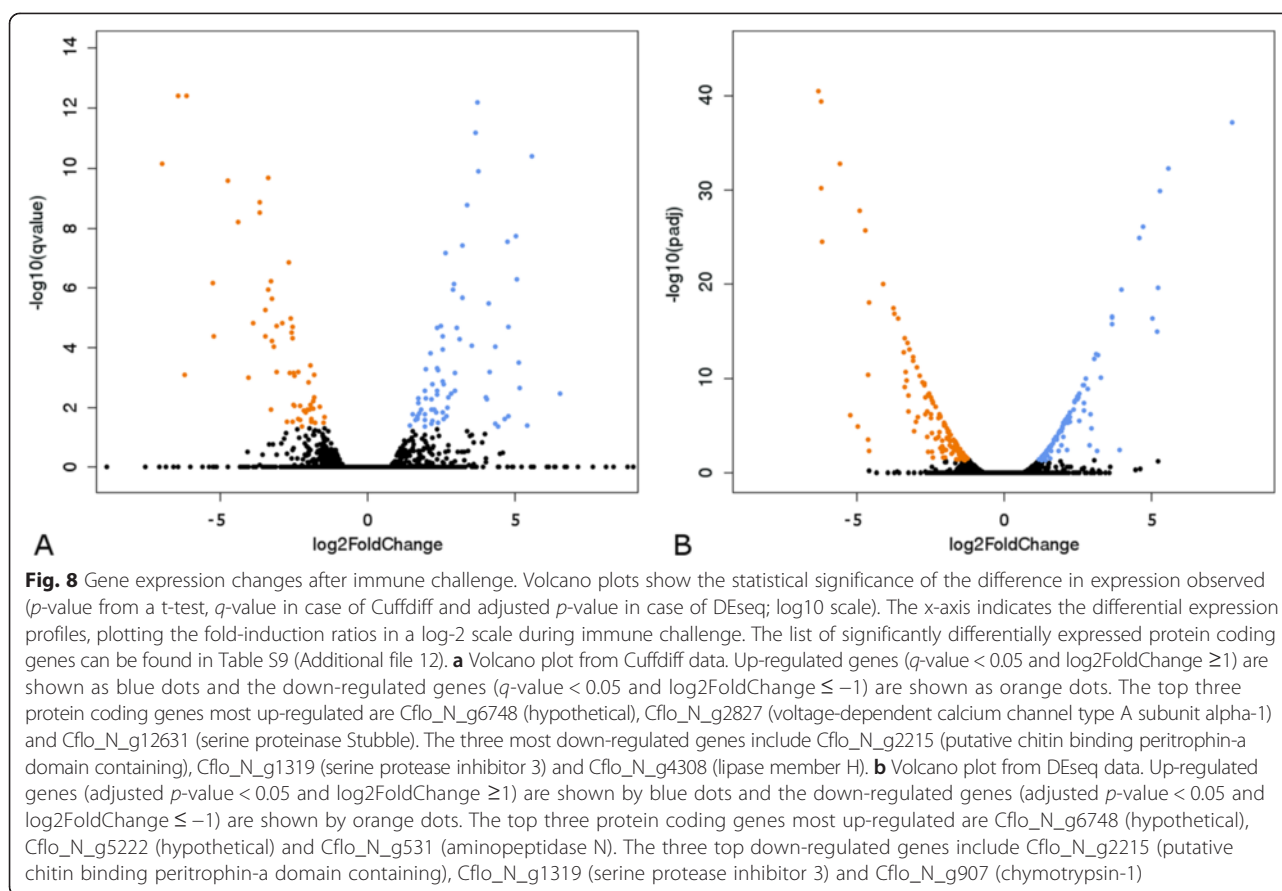 14
12
10
8
6
4
2
0
-log10(qvalue)
-5
0
5
log2FoldChange
A
40
30
20
10
0
-log10(padj)
-5
0
5
log2FoldChange
B
Fig. 8 Gene expression changes after immune challenge. Volcano plots show the statistical significance of the difference in expression observed
(p-value from a t-test, q-value in case of Cuffdiff and adjusted p-value in case of DEseq; log10 scale). The x-axis indicates the differential expression
profiles, plotting the fold-induction ratios in a log-2 scale during immune challenge. The list of significantly differentially expressed protein coding
genes can be found in Table S9 (Additional file 12). a Volcano plot from Cuffdiff data. Up-regulated genes (q-value < 0.05 and log2FoldChange ≥1) are
shown as blue dots and the down-regulated genes (q-value < 0.05 and log2FoldChange ≤ −1) are shown as orange dots. The top three
protein coding genes most up-regulated are Cflo_N_g6748 (hypothetical), Cflo_N_g2827 (voltage-dependent calcium channel type A subunit alpha-1)
and Cflo_N_g12631 (serine proteinase Stubble). The three most down-regulated genes include Cflo_N_g2215 (putative chitin binding peritrophin-a
domain containing), Cflo_N_g1319 (serine protease inhibitor 3) and Cflo_N_g4308 (lipase member H). b Volcano plot from DEseq data. Up-regulated
genes (adjusted p-value < 0.05 and log2FoldChange ≥1) are shown by blue dots and the down-regulated genes (adjusted p-value < 0.05 and
log2FoldChange ≤ −1) are shown by orange dots. The top three protein coding genes most up-regulated are Cflo_N_g6748 (hypothetical),
Cflo_N_g5222 (hypothetical) and Cflo_N_g531 (aminopeptidase N). The three top down-regulated genes include Cflo_N_g2215 (putative
chitin binding peritrophin-a domain containing), Cflo_N_g1319 (serine protease inhibitor 3) and Cflo_N_g907 (chymotrypsin-1)